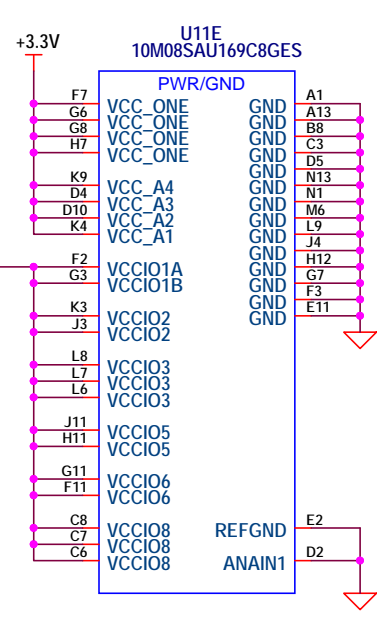 U11E
+3.3V
10M08SAU169C8GES
PWR/GND
F7 VCC_ONE GND A1
G6 VCC_ONE GND A13
G8 VCC_ONE GND B8
H7 VCC_ONE GND C3
GND D5
K9 VCC_A4 GND N13
D4 VCC_A3 GND N1
D10 VCC_A2 GND M6
K4 VCC_A1 GND L9
GND J4
F2 VCCIO1A GND H12
G3 VCCIO1B GND G7
GND F3
K3 VCCIO2 GND E11
J3 VCCIO2
L8 VCCIO3
L7 VCCIO3
L6 VCCIO3
J11 VCCIO5
H11 VCCIO5
G11 VCCIO6
F11 VCCIO6
C8 VCCIO8 REFGND E2
C7 VCCIO8
C6 VCCIO8 ANAIN1 D2